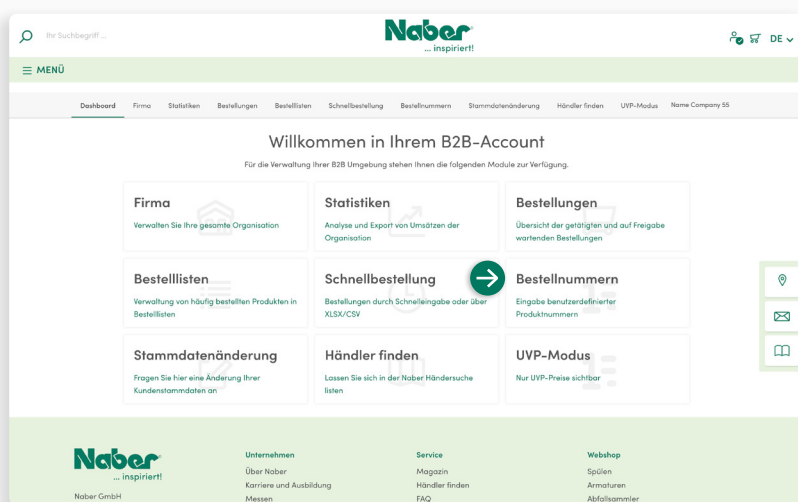 Ihr Suchbegriff ...
Naber
... inspiriert!
DE
MENÜ
Dashboard Firma Statistiken Bestellungen Bestelllisten Schnellbestellung Bestellnummern Stammdatenänderung Händler finden UVP-Modus Name Company 55
Willkommen in Ihrem B2B-Account
Für die Verwaltung Ihrer B2B Umgebung stehen Ihnen die folgenden Module zur Verfügung.
Firma
Verwalten Sie Ihre gesamte Organisation
Statistiken
Analyse und Export von Umsätzen der
Organisation
Bestellungen
Übersicht der getätigten und auf Freigabe
wartenden Bestellungen
Bestelllisten
Verwaltung von häufig bestellten Produkten in
Bestelllisten
Schnellbestellung
Bestellungen durch Schnelleingabe oder über
XLSX/CSV
Bestellnummern
Eingabe benutzerdefinierter
Produktnummern
Stammdatenänderung
Fragen Sie hier eine Änderung Ihrer
Kundenstammdaten an
Händler finden
Lassen Sie sich in der Naber Händersuche
listen
UVP-Modus
Nur UVP-Preise sichtbar
Naber
... inspiriert!
Naber GmbH
Unternehmen
Über Naber
Karriere und Ausbildung
Messen
Service
Magazin
Händler finden
FAQ
Webshop
Spülen
Armaturen
Abfallsammler